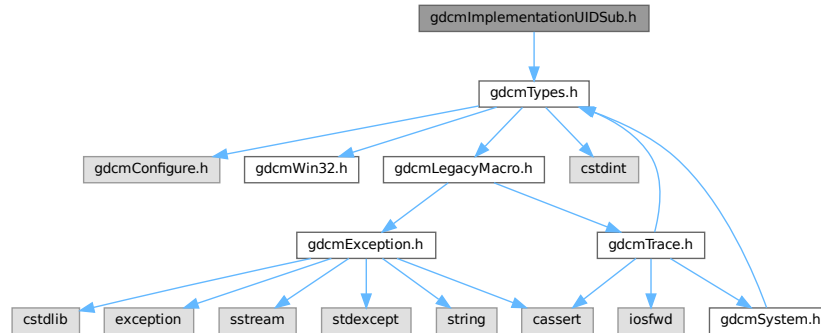 gdcmImplementationUIDSub.h
gdcmTypes.h
gdcmConfigure.h
gdcmWin32.h
gdcmLegacyMacro.h
cstdint
gdcmException.h
gdcmTrace.h
cstdlib
exception
sstream
stdexcept
string
cassert
iosfwd
gdcmSystem.h